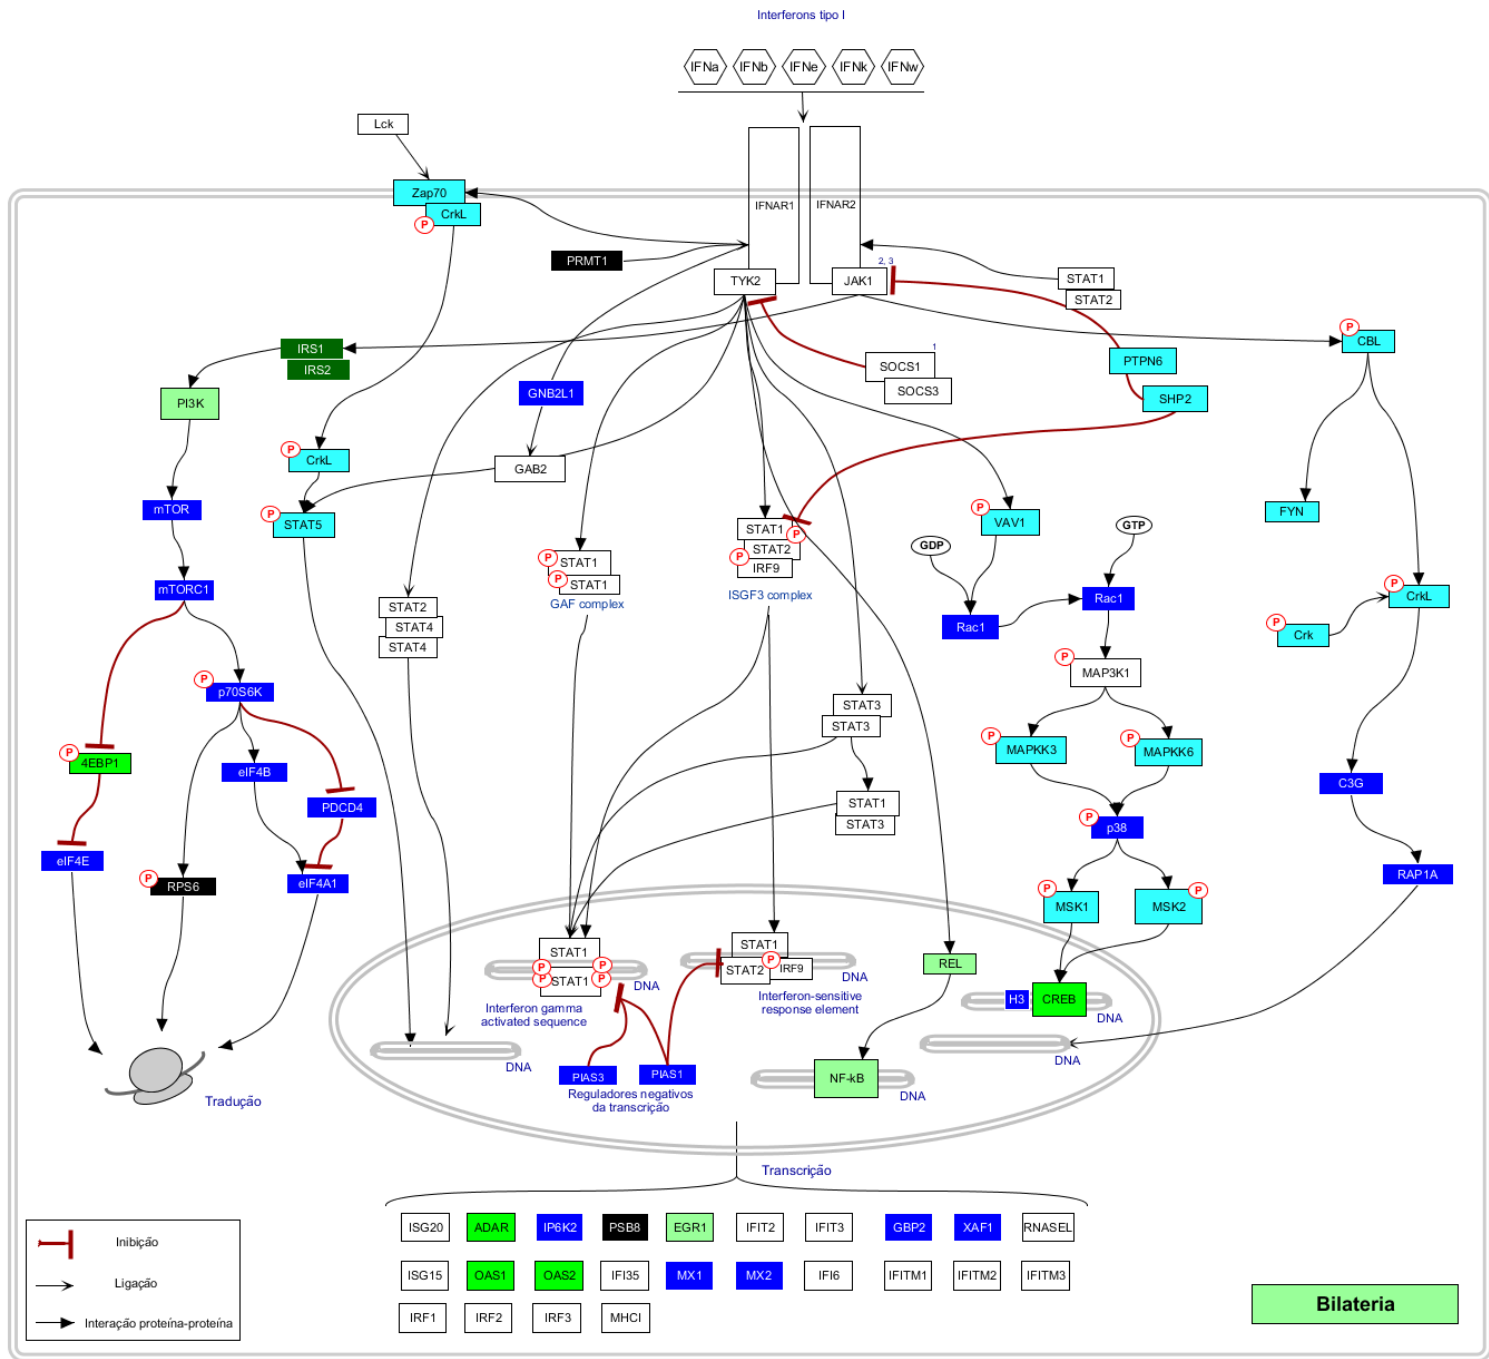 Interferons tipo I
IFNa IFNb IFNe IFNk IFNw
Lck
Zap70
CrkL
P
IFNAR1 IFNAR2
PRMT1
TYK2 JAK1
2, 3
STAT1
STAT2
IRS1
IRS2
PI3K
GNB2L1
SOCS1
1
SOCS3
PTPN6
SHP2
P
CBL
P
CrkL
GAB2
mTOR
P
STAT5
STAT1
P
STAT2
P
IRF9
ISGF3 complex
P
STAT1
P
STAT1
GAF complex
P
VAV1
GDP
GTP
FYN
mTORC1
STAT2
STAT4
STAT4
Rac1
Rac1
P
CrkL
P
Crk
P
MAP3K1
P
p70S6K
STAT3
STAT3
P
MAPKK3
P
MAPKK6
P
4EBP1
eIF4B
PDCD4
STAT1
STAT3
C3G
P
p38
eIF4E
P
RPS6
eIF4A1
RAP1A
P
MSK1
P
MSK2
STAT1
P P
P P
STAT1
DNA
Interferon gamma
activated sequence
STAT1
P
STAT2
IRF9
DNA
Interferon-sensitive
response element
REL
H3 CREB
DNA
DNA
DNA
PIAS3 PIAS1
Reguladores negativos
da transcrição
NF-kB
DNA
Tradução
Transcrição
ISG20 ADAR IP6K2 PSB8 EGR1 IFIT2 IFIT3 GBP2 XAF1 RNASEL
ISG15 OAS1 OAS2 IFI35 MX1 MX2 IFI6 IFITM1 IFITM2 IFITM3
IRF1 IRF2 IRF3 MHCI
Inibição
Ligação
Interação proteína-proteína
Bilateria